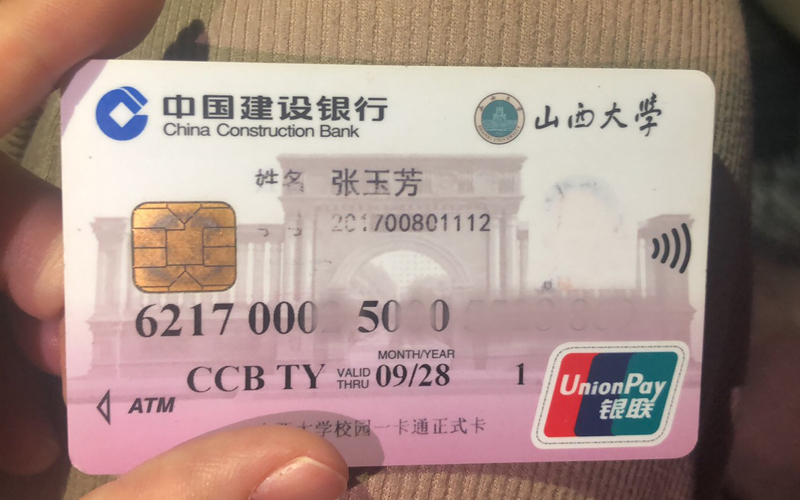 中国建设银行
China Construction Bank
山西大學
姓名 张玉芳
号 201700801112
6217 000 5000
MONTH/YEAR
CCB TY VALID THRU 09/28 1
ATM
UnionPay
银联
大学校园一卡通正式卡